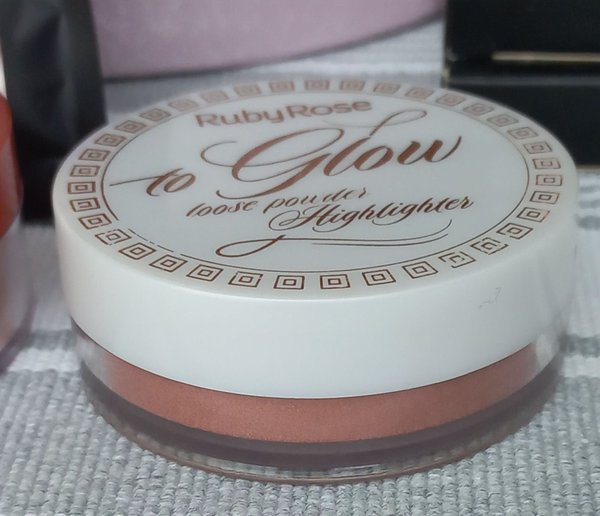 RubyRose
to Glow
loose powder
Highlighter